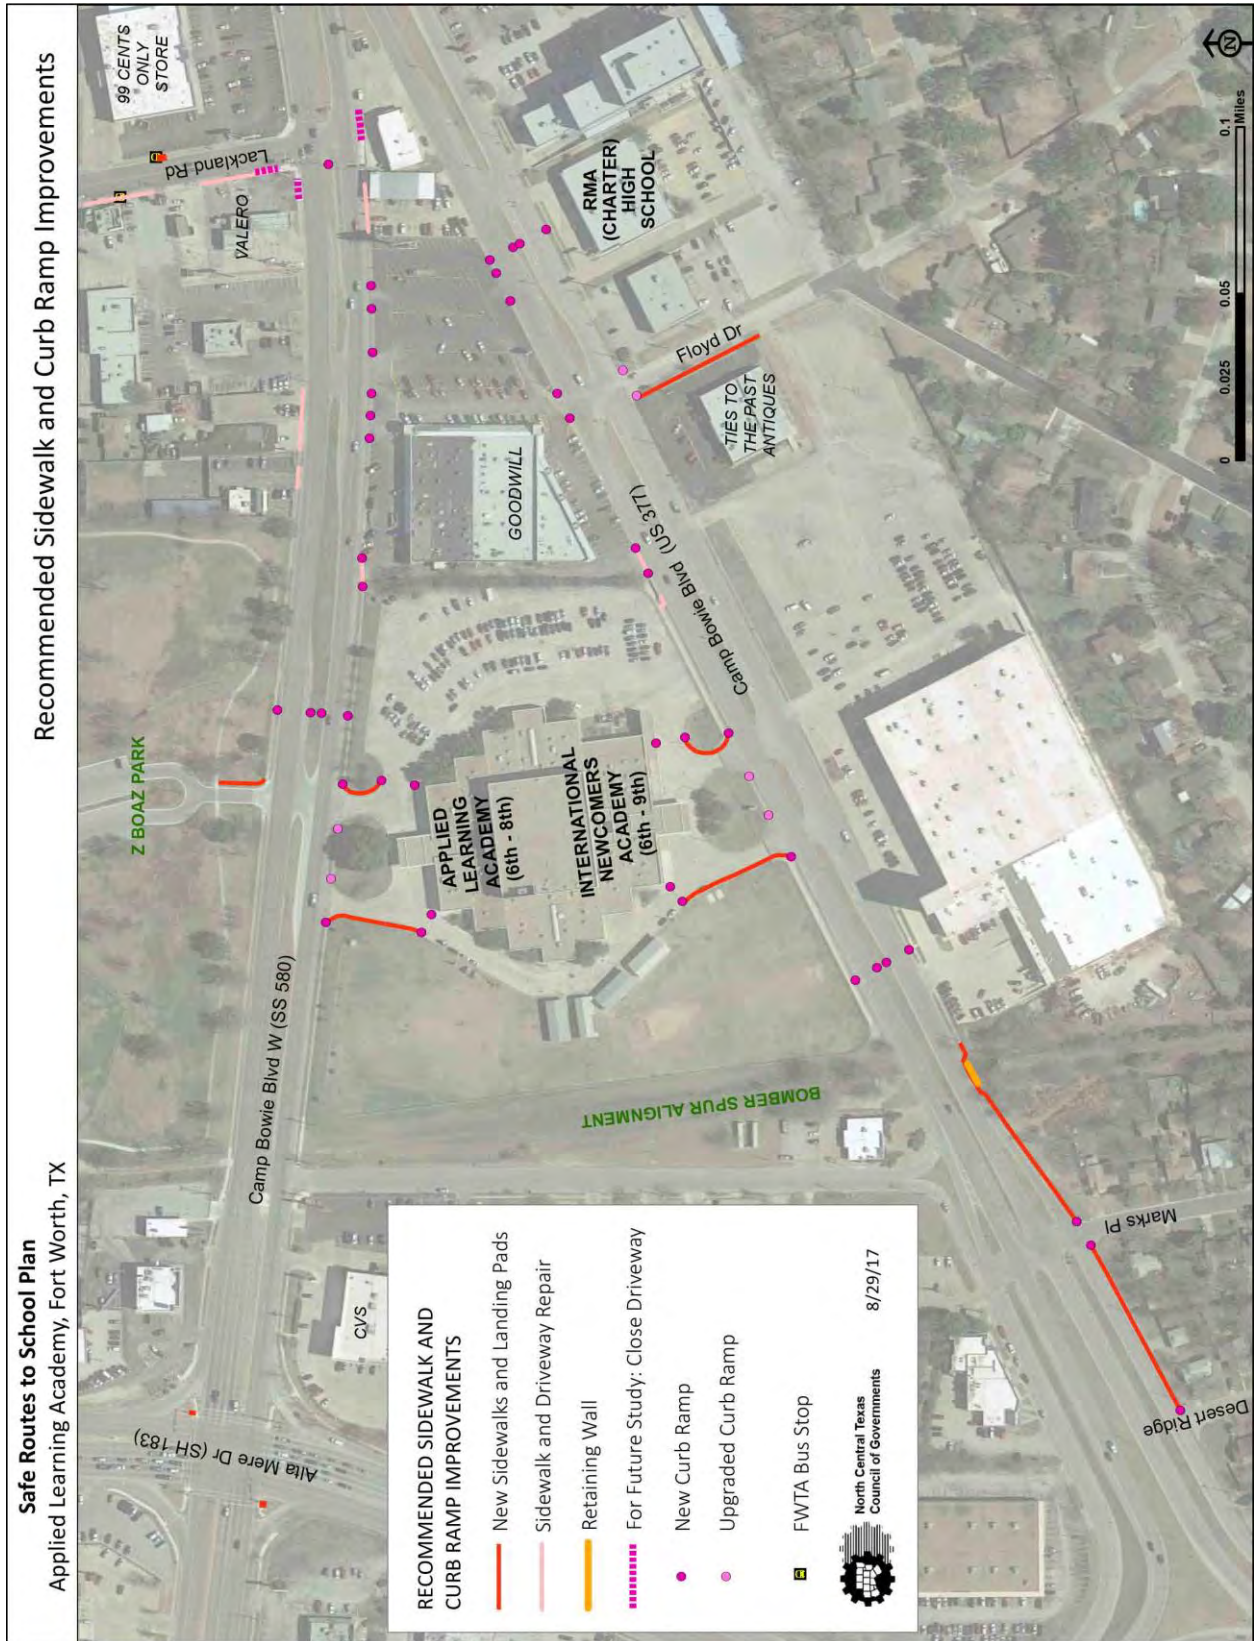 Safe Routes to School Plan
Applied Learning Academy, Fort Worth, TX
Recommended Sidewalk and Curb Ramp Improvements
Alta Mere Dr (SH 183)
CVS
Camp Bowie Blvd W (SS 580)
Z BOAZ PARK
VALERO
Lackland Rd
99 CENTS
ONLY
STORE
APPLIED
LEARNING
ACADEMY
(6th - 8th)
INTERNATIONAL
NEWCOMERS
ACADEMY
(6th - 9th)
GOODWILL
RMA
(CHARTER)
HIGH
SCHOOL
BOMBER SPUR ALIGNMENT
Camp Bowie Blvd (US 377)
Floyd Dr
TIES TO
THE PAST
ANTIQUES
Marks Pl
Desert Ridge
RECOMMENDED SIDEWALK AND
CURB RAMP IMPROVEMENTS
New Sidewalks and Landing Pads
Sidewalk and Driveway Repair
Retaining Wall
For Future Study: Close Driveway
New Curb Ramp
Upgraded Curb Ramp
FWTA Bus Stop
North Central Texas
Council of Governments
8/29/17
N
0 0.025 0.05 0.1
Miles